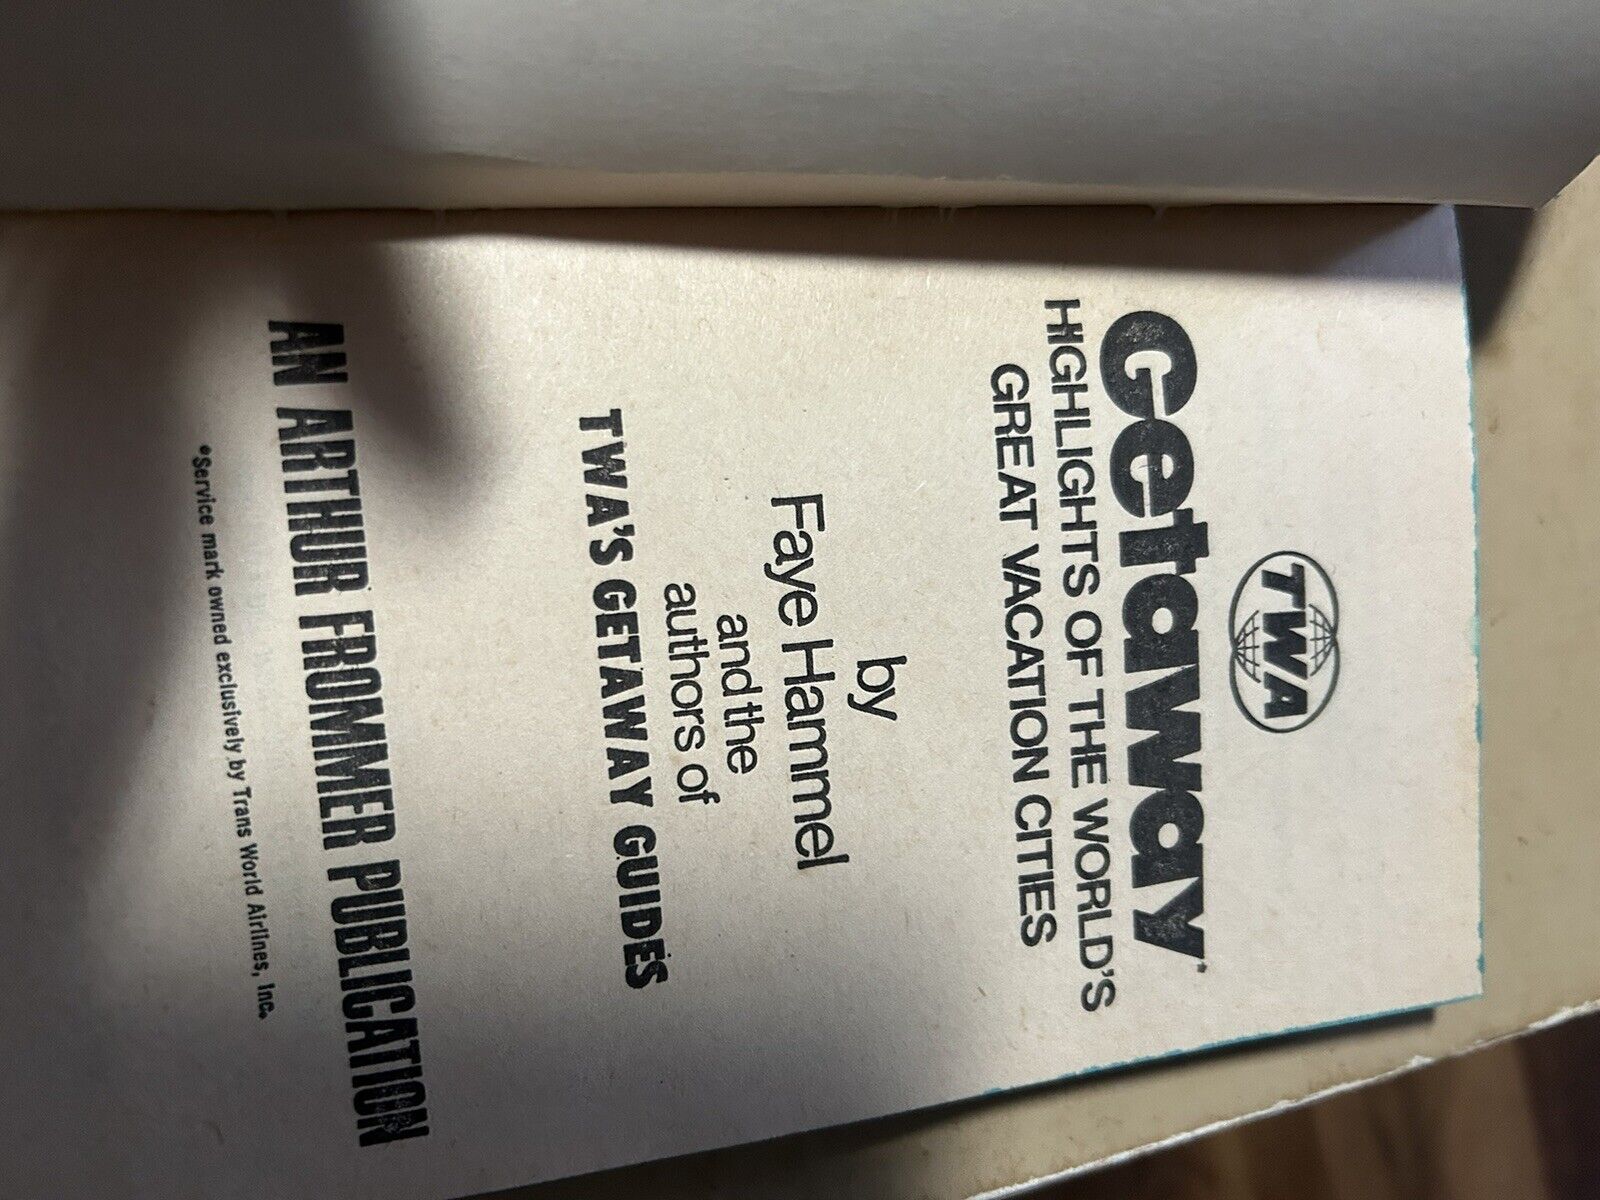 TWA
Getaway*
HIGHLIGHTS OF THE WORLD'S
GREAT VACATION CITIES
by
Faye Hammel
and the
authors of
TWA'S GETAWAY GUIDES
AN ARTHUR FROMMER PUBLICATION
*Service mark owned exclusively by Trans World Airlines, Inc.